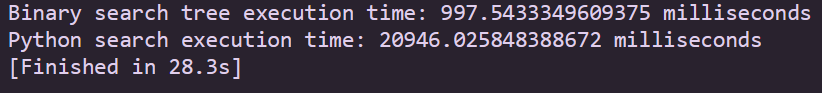 Binary search tree execution time: 997.5433349609375 milliseconds
Python search execution time: 20946.025848388672 milliseconds
[Finished in 28.3s]